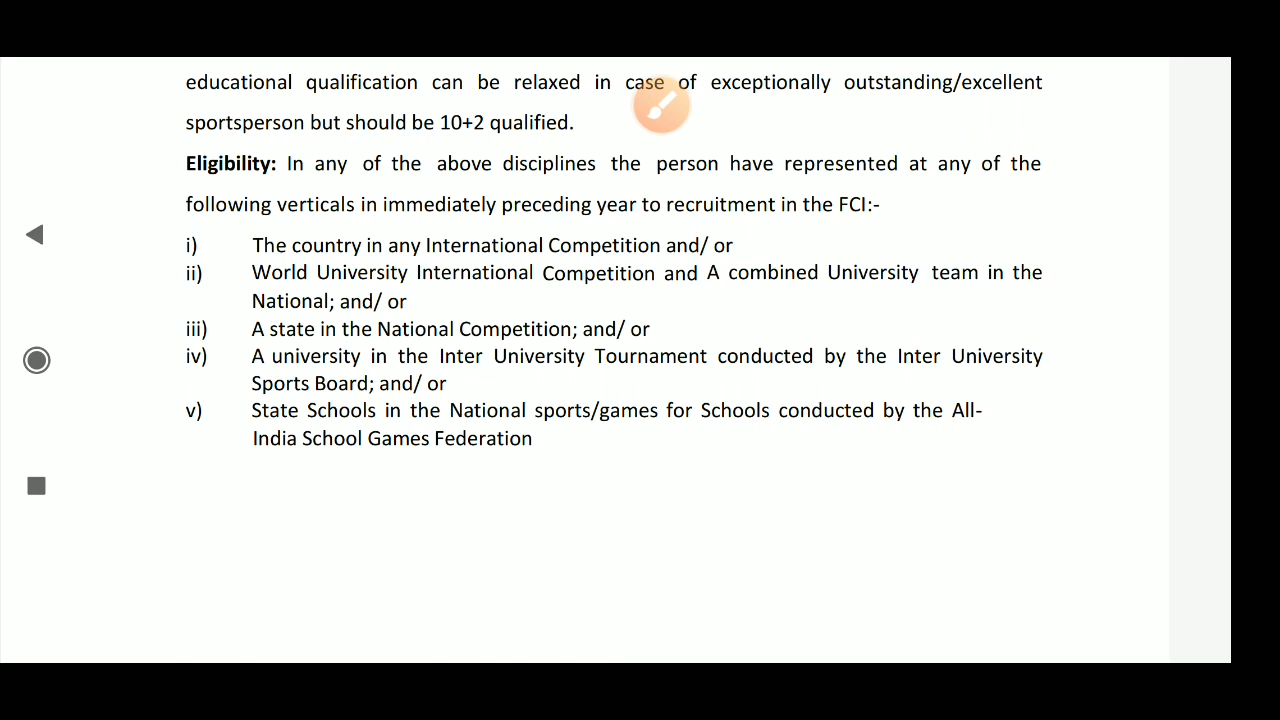 educational qualification can be relaxed in case of exceptionally outstanding/excellent
sportsperson but should be 10+2 qualified.
Eligibility: In any of the above disciplines the person have represented at any of the
following verticals in immediately preceding year to recruitment in the FCI:-
i) The country in any International Competition and/ or
ii) World University International Competition and A combined University team in the
National; and/ or
iii) A state in the National Competition; and/ or
iv) A university in the Inter University Tournament conducted by the Inter University
Sports Board; and/ or
v) State Schools in the National sports/games for Schools conducted by the All-
India School Games Federation